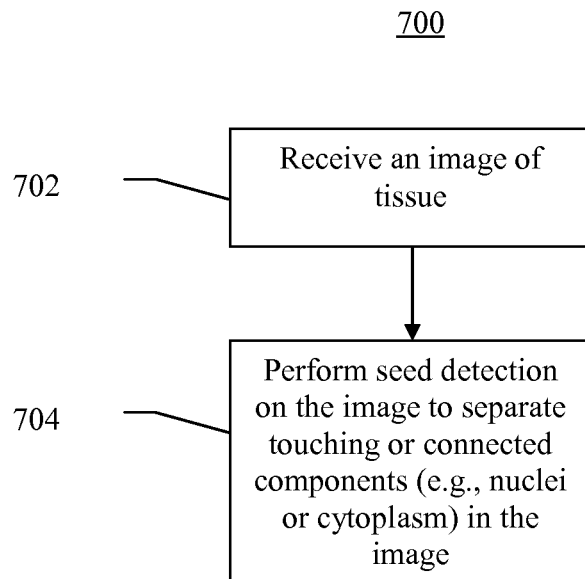 700
702
Receive an image of
tissue
704
Perform seed detection
on the image to separate
touching or connected
components (e.g., nuclei
or cytoplasm) in the
image